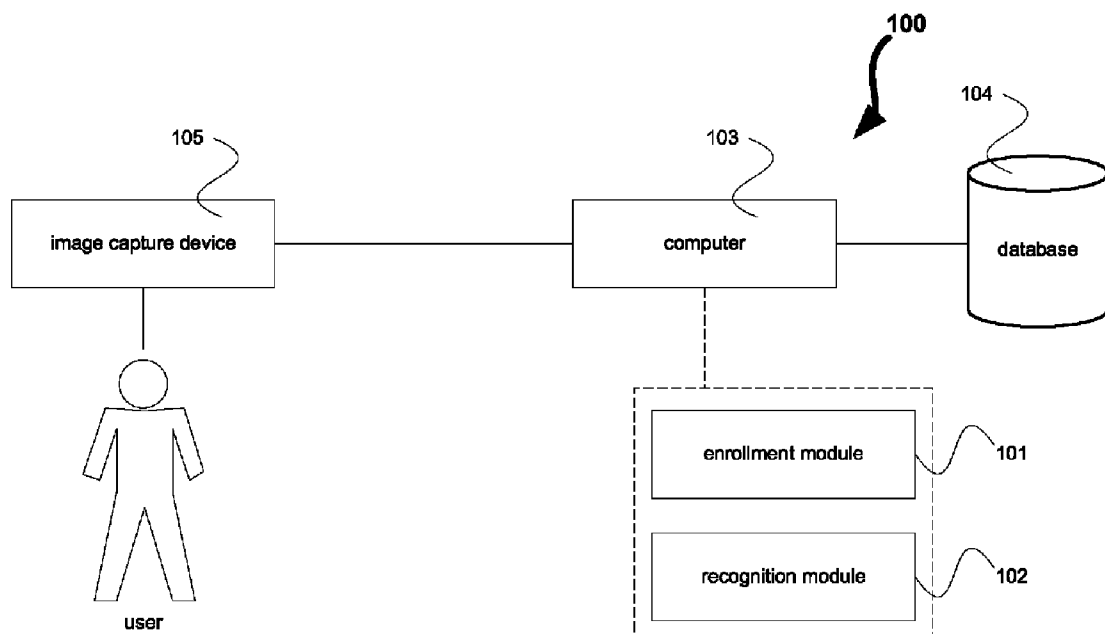 100
104
105
103
image capture device
computer
database
enrollment module
101
recognition module
102
user